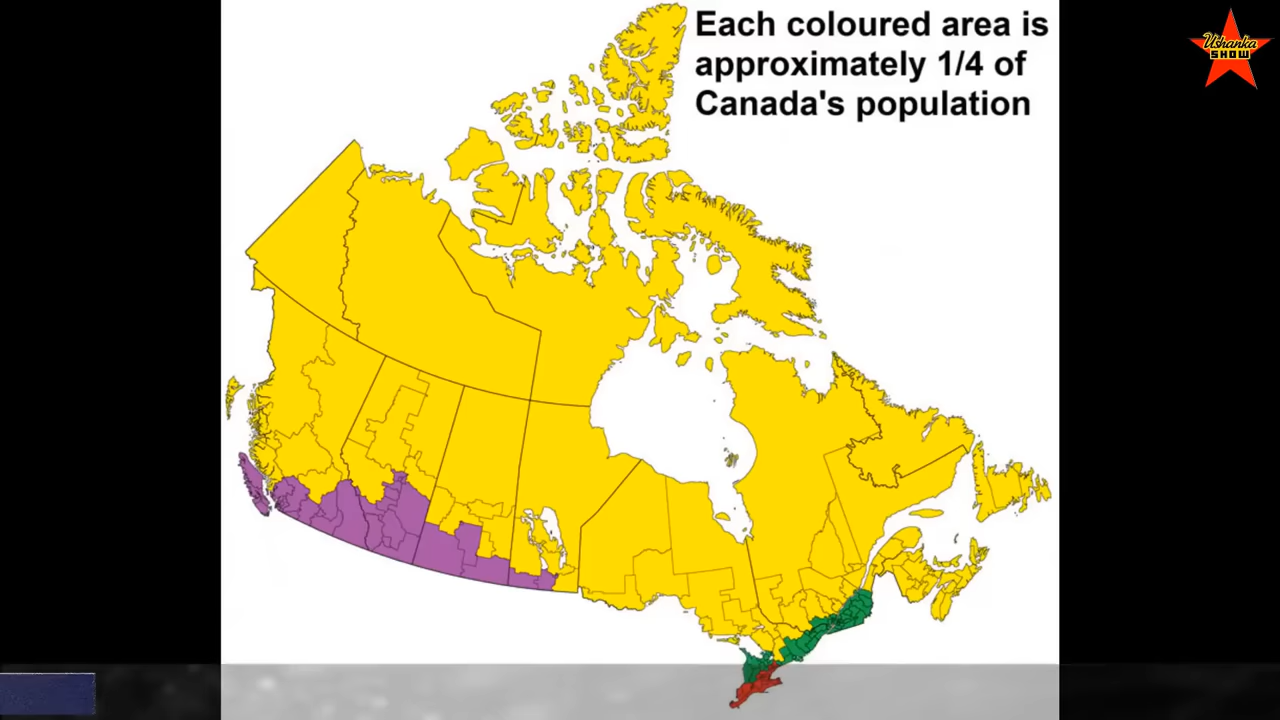 Each coloured area is
approximately 1/4 of
Canada's population
Ushanka
SHOW